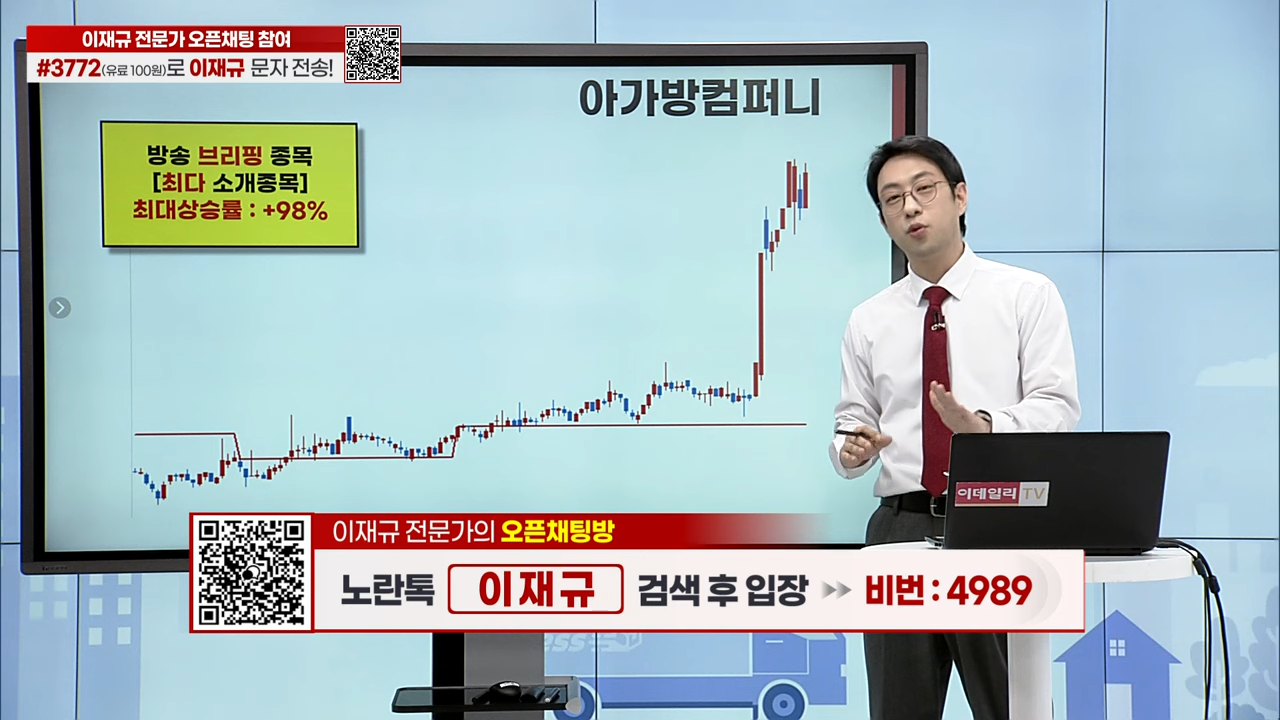 이재규 전문가 오픈채팅 참여
#3772(유료 100원)로 이재규 문자 전송!
아가방컴퍼니
방송 브리핑 종목
[최다 소개종목]
최대상승률 : +98%
이데일리TV
이재규 전문가의 오픈채팅방
노란톡 이재규 검색 후 입장 비번 : 4989